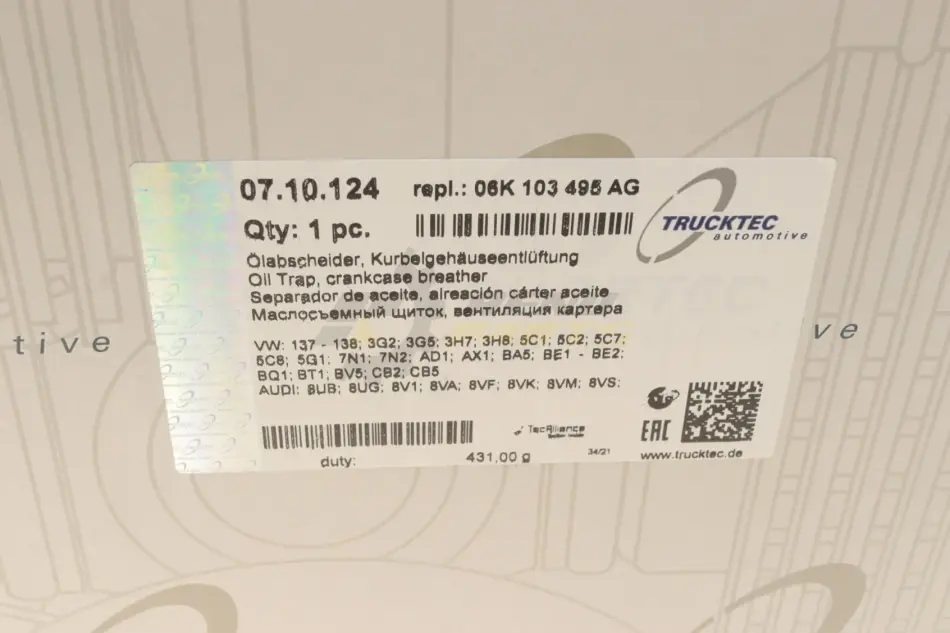 07.10.124 repl.: 06K 103 495 AG
Qty: 1 pc.
TRUCKTEC
automotive
Ölabscheider, Kurbelgehäuseentlüftung
Oil Trap, crankcase breather
Separador de aceite, aireación cárter aceite
Маслосъемный щиток, вентиляция картера
tive
ve
VW: 137 - 138; 3G2; 3G5; 3H7; 3H8; 5C1; 5C2; 5C7;
5C8; 5G1; 7N1; 7N2; AD1; AX1; BA5; BE1 - BE2;
BQ1; BT1; BV5; CB2; CB5
AUDI: 8UB; 8UG; 8V1; 8VA; 8VF; 8VK; 8VM; 8VS;
TecAlliance
EAC
duty: 431,00 g 34/21 www.trucktec.de